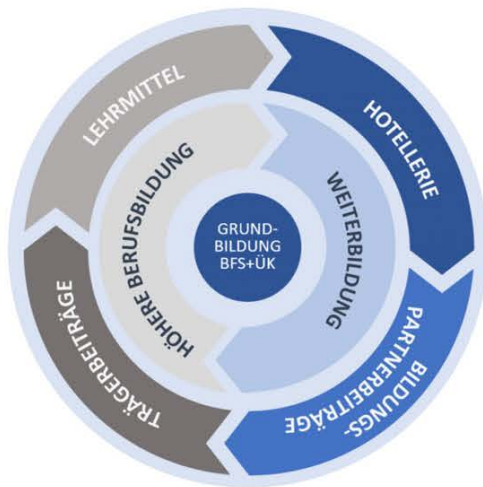 LEHRMITTEL
HOTELLERIE
BILDUNGS-
PARTNERBEITRÄGE
TRÄGERBEITRÄGE
HÖHERE BERUFSBILDUNG
WEITERBILDUNG
GRUND-
BILDUNG
BFS+ÜK